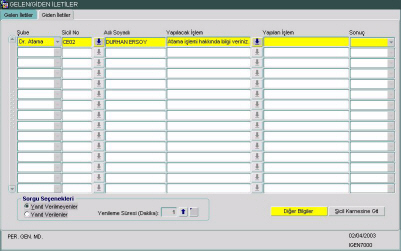 GELEN/GİDEN İLETİLER
Gelen İletiler Giden İletiler
Şube Sicil No Adı Soyadı Yapılacak İşlem Yapılan İşlem Sonuç
Dr. Atama CE02 DURHAN ERSOY Atama işlemi hakkında bilgi veriniz.
Sorgu Seçenekleri
Yanıt Verilmeyenler
Yanıt Verilenler
Yenileme Süresi (Dakika): 1
Diğer Bilgiler Sicil Karnesine Git
PER. GEN. MD. 02/04/2003
IGEN7000